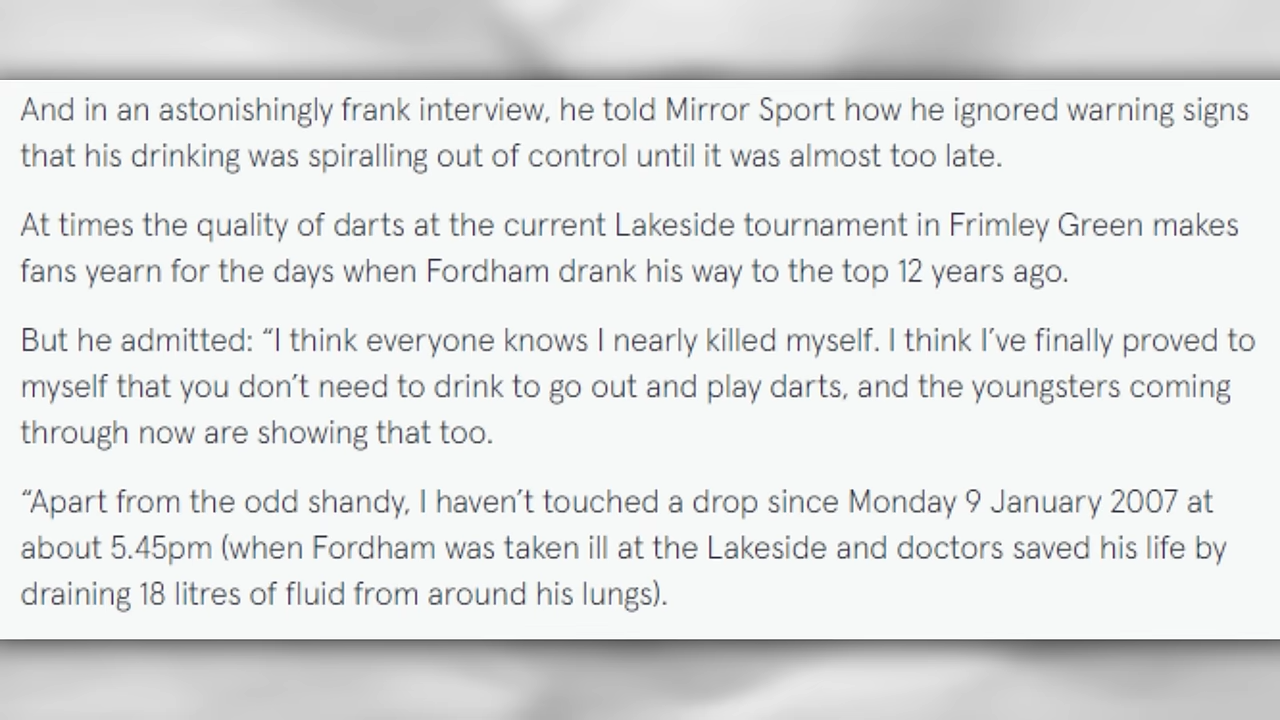 And in an astonishingly frank interview, he told Mirror Sport how he ignored warning signs
that his drinking was spiralling out of control until it was almost too late.
At times the quality of darts at the current Lakeside tournament in Frimley Green makes
fans yearn for the days when Fordham drank his way to the top 12 years ago.
But he admitted: “I think everyone knows I nearly killed myself. I think I’ve finally proved to
myself that you don’t need to drink to go out and play darts, and the youngsters coming
through now are showing that too.
“Apart from the odd shandy, I haven’t touched a drop since Monday 9 January 2007 at
about 5.45pm (when Fordham was taken ill at the Lakeside and doctors saved his life by
draining 18 litres of fluid from around his lungs).